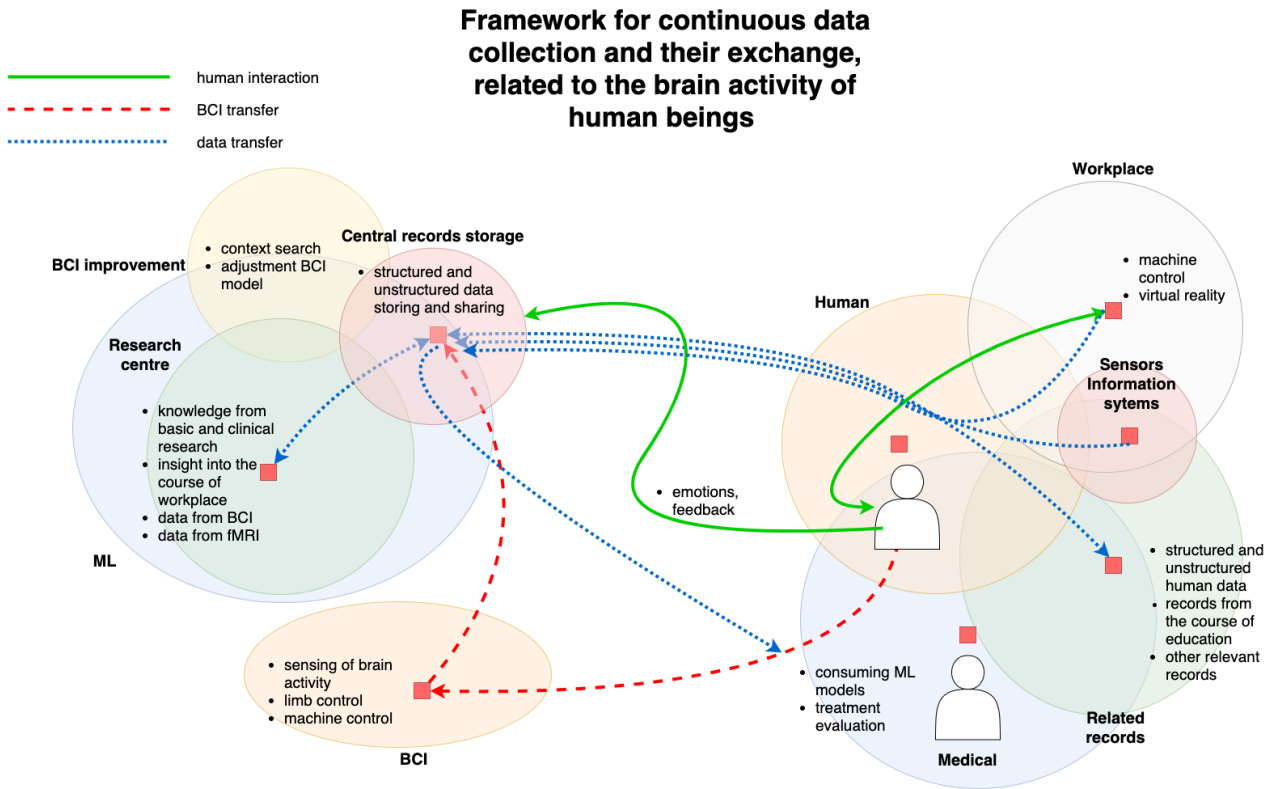 Framework for continuous data
collection and their exchange,
related to the brain activity of
human beings
human interaction
BCI transfer
data transfer
BCI improvement
• context search
• adjustment BCI
model
Central records storage
• structured and
unstructured data
storing and sharing
Research
centre
• knowledge from
basic and clinical
research
• insight into the
course of
workplace
• data from BCI
• data from fMRI
ML
• sensing of brain
activity
• limb control
• machine control
BCI
• emotions,
feedback
Workplace
• machine
control
• virtual reality
Human
Sensors
Information
sytems
• structured and
unstructured
human data
• records from
the course of
education
• other relevant
records
Related
records
• consuming ML
models
• treatment
evaluation
Medical